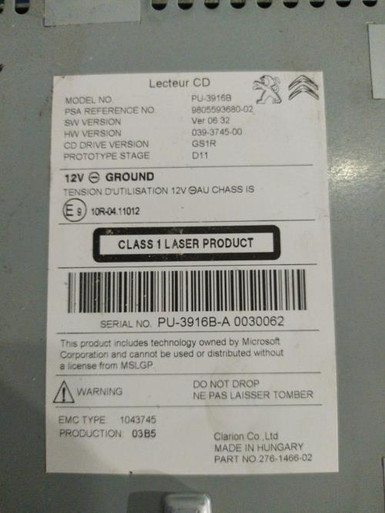 Lecteur CD
MODEL NO. PU-3916B
PSA REFERENCE NO. 9805593680-02
SW VERSION Ver 06 32
HW VERSION 039-3745-00
CD DRIVE VERSION GS1R
PROTOTYPE STAGE D11
12V ⊖ GROUND
TENSION D'UTILISATION 12V ⊖AU CHASS IS
E9 10R-04.11012
CLASS 1 LASER PRODUCT
SERIAL NO. PU-3916B-A 0030062
This product includes technology owned by Microsoft
Corporation and cannot be used or distributed without
a license from MSLGP.
WARNING DO NOT DROP
NE PAS LAISSER TOMBER
EMC TYPE: 1043745
PRODUCTION: 03B5 Clarion Co.,Ltd
MADE IN HUNGARY
PART NO.276-1466-02